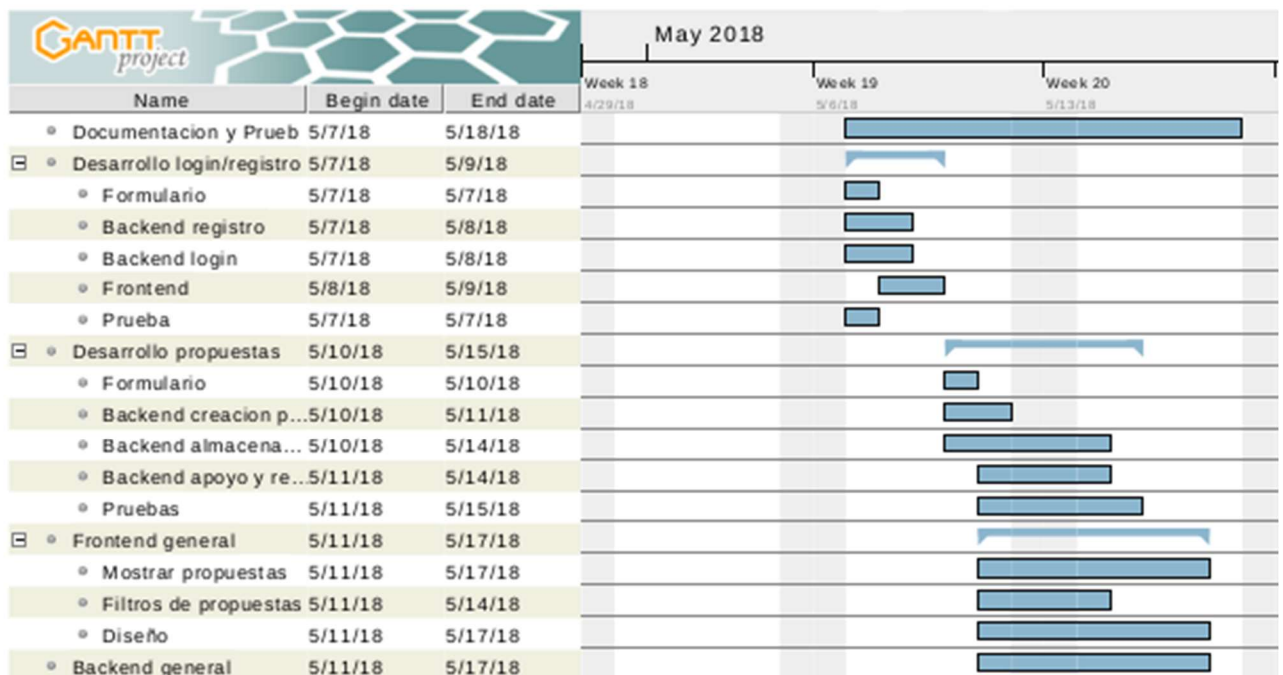 GANTT project
May 2018
Week 18 Week 19 Week 20
4/29/18 5/6/18 5/13/18
Name Begin date End date
Documentacion y Prueb 5/7/18 5/18/18
Desarrollo login/registro 5/7/18 5/9/18
Formulario 5/7/18 5/7/18
Backend registro 5/7/18 5/8/18
Backend login 5/7/18 5/8/18
Frontend 5/8/18 5/9/18
Prueba 5/7/18 5/7/18
Desarrollo propuestas 5/10/18 5/15/18
Formulario 5/10/18 5/10/18
Backend creacion p... 5/10/18 5/11/18
Backend almacena... 5/10/18 5/14/18
Backend apoyo y re... 5/11/18 5/14/18
Pruebas 5/11/18 5/15/18
Frontend general 5/11/18 5/17/18
Mostrar propuestas 5/11/18 5/17/18
Filtros de propuestas 5/11/18 5/14/18
Diseño 5/11/18 5/17/18
Backend general 5/11/18 5/17/18